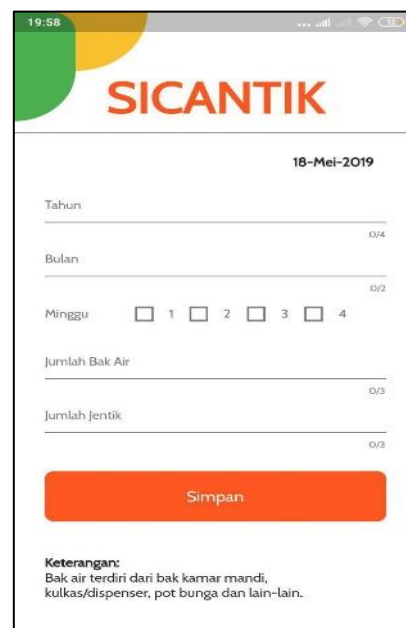 19:58
SICANTIK
18-Mei-2019
Tahun
0/4
Bulan
0/2
Minggu 1 2 3 4
Jumlah Bak Air
0/3
Jumlah Jentik
0/3
Simpan
Keterangan:
Bak air terdiri dari bak kamar mandi,
kulkas/dispenser, pot bunga dan lain-lain.